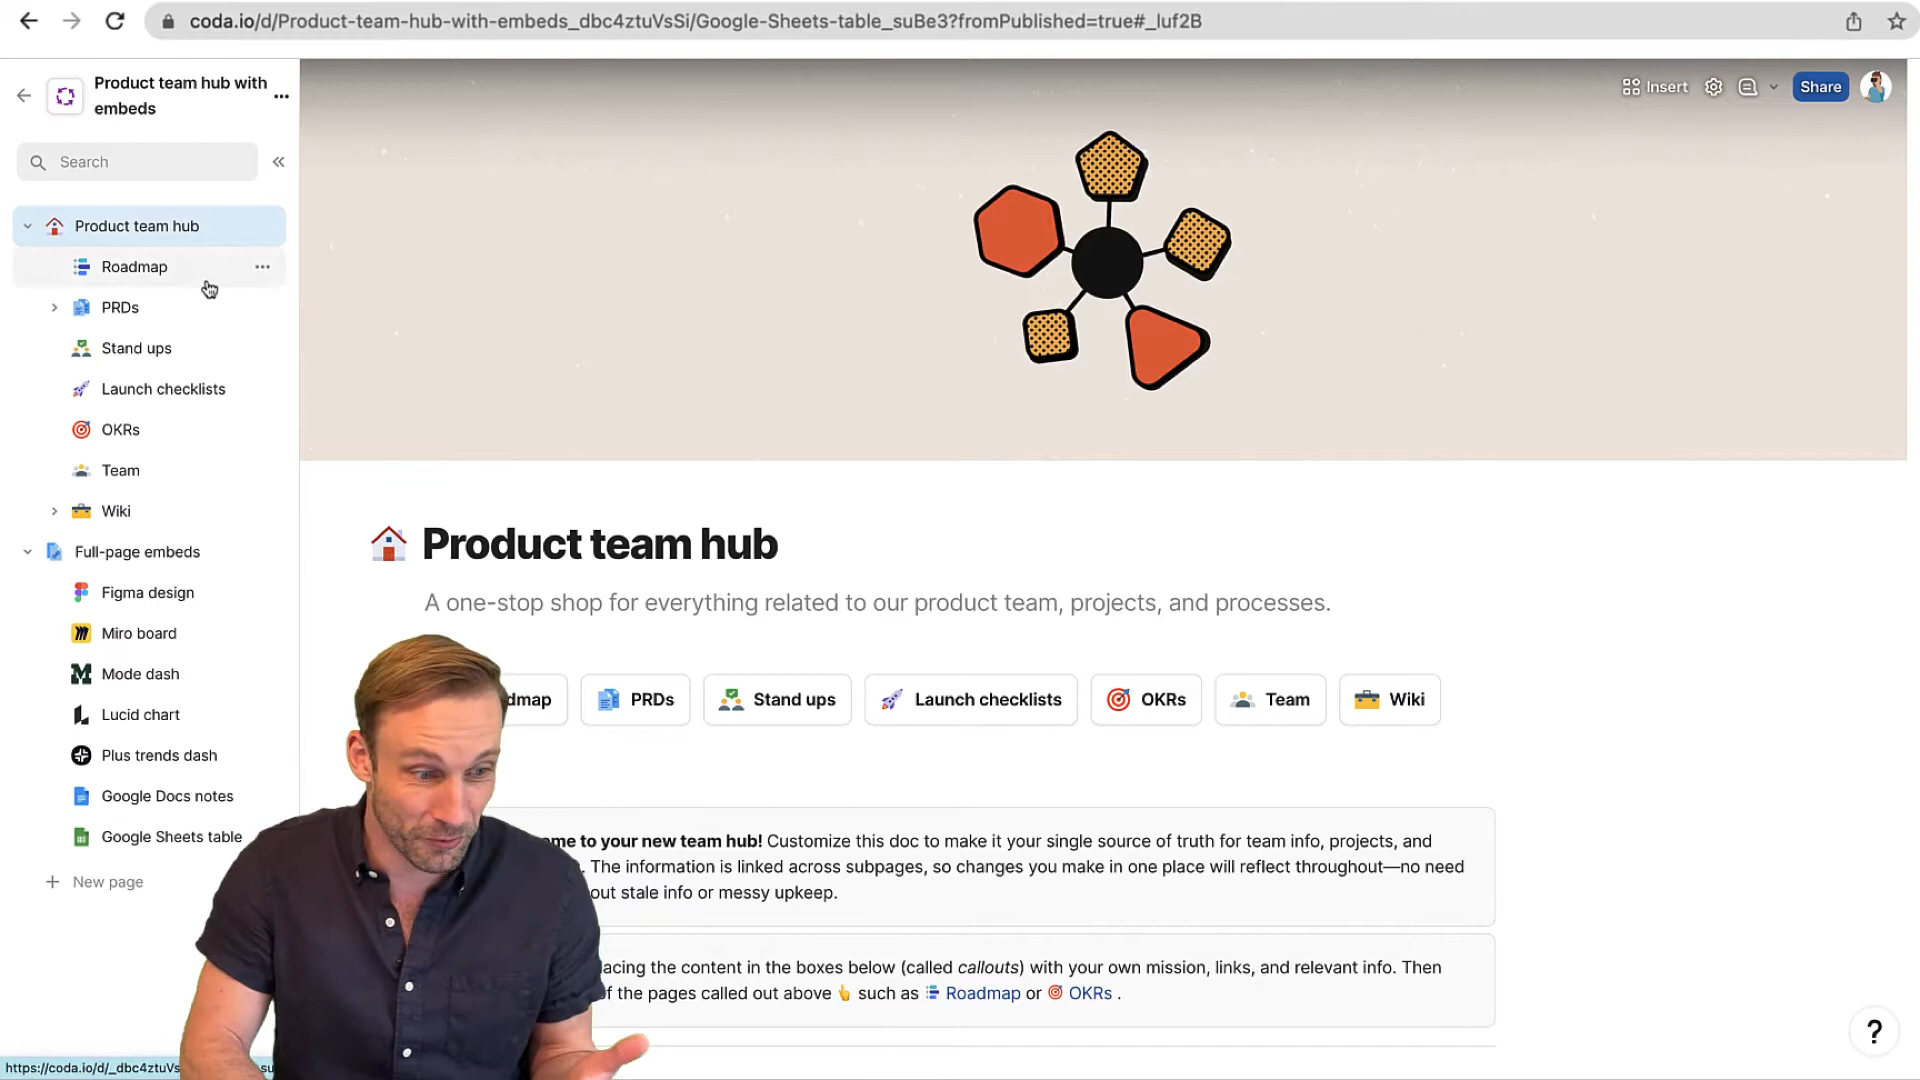 coda.io/d/Product-team-hub-with-embeds_dbc4ztuVsSi/Google-Sheets-table_suBe3?fromPublished=true#_luf2B
Product team hub with
embeds
Insert
Share
Search
Product team hub
Roadmap
PRDs
Stand ups
Launch checklists
OKRs
Team
Wiki
Full-page embeds
Figma design
Miro board
Mode dash
Lucid chart
Plus trends dash
Google Docs notes
Google Sheets table
New page
Product team hub
A one-stop shop for everything related to our product team, projects, and processes.
dmap
PRDs
Stand ups
Launch checklists
OKRs
Team
Wiki
ome to your new team hub! Customize this doc to make it your single source of truth for team info, projects, and
. The information is linked across subpages, so changes you make in one place will reflect throughout—no need
out stale info or messy upkeep.
lacing the content in the boxes below (called callouts) with your own mission, links, and relevant info. Then
f the pages called out above 👆 such as Roadmap or OKRs .
?
https://coda.io/d/_dbc4ztuVs
su